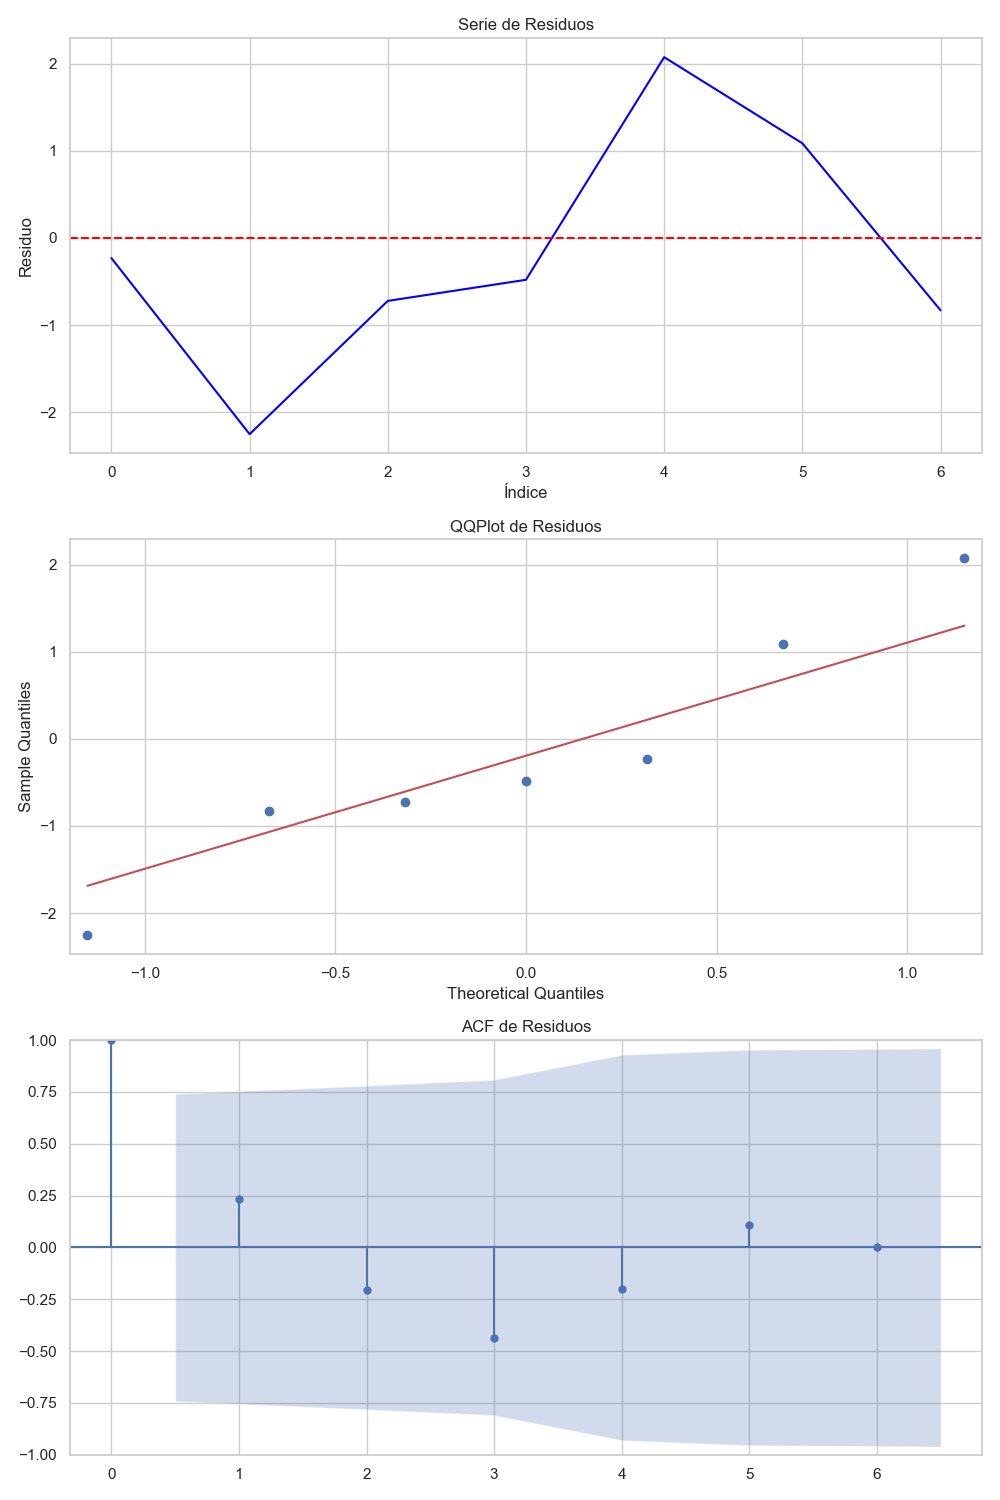 Serie de Residuos
2
1
0
−1
−2
Residuo
0 1 2 3 4 5 6
Índice
QQPlot de Residuos
2
1
0
−1
−2
Sample Quantiles
−1.0 −0.5 0.0 0.5 1.0
Theoretical Quantiles
ACF de Residuos
1.00
0.75
0.50
0.25
0.00
−0.25
−0.50
−0.75
−1.00
0 1 2 3 4 5 6